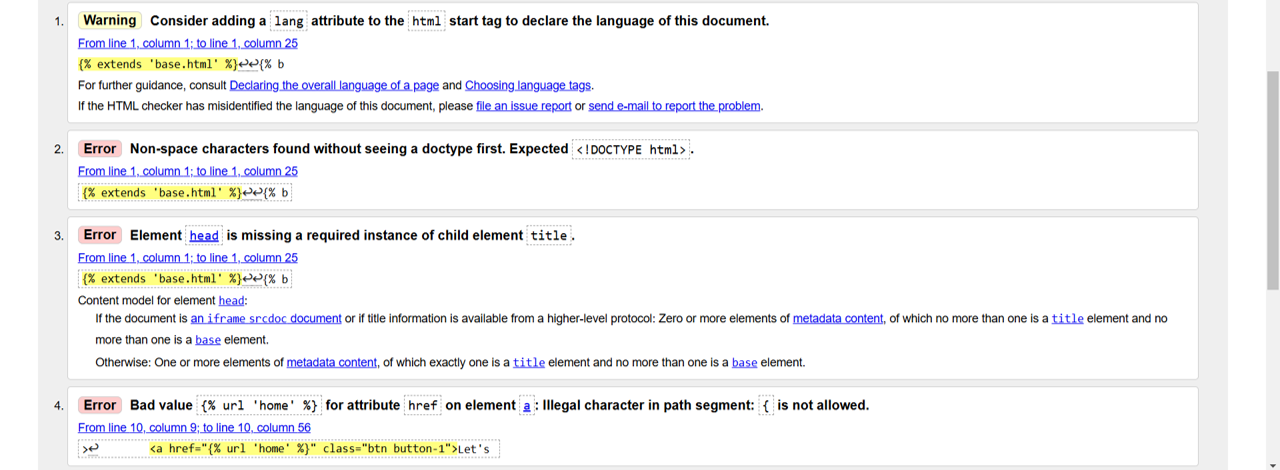 1. Warning Consider adding a lang attribute to the html start tag to declare the language of this document.
From line 1, column 1; to line 1, column 25
{% extends 'base.html' %}↩↩{% b
For further guidance, consult Declaring the overall language of a page and Choosing language tags.
If the HTML checker has misidentified the language of this document, please file an issue report or send e-mail to report the problem.
2. Error Non-space characters found without seeing a doctype first. Expected <!DOCTYPE html>.
From line 1, column 1; to line 1, column 25
{% extends 'base.html' %}↩↩{% b
3. Error Element head is missing a required instance of child element title.
From line 1, column 1; to line 1, column 25
{% extends 'base.html' %}↩↩{% b
Content model for element head:
If the document is an iframe srcdoc document or if title information is available from a higher-level protocol: Zero or more elements of metadata content, of which no more than one is a title element and no
more than one is a base element.
Otherwise: One or more elements of metadata content, of which exactly one is a title element and no more than one is a base element.
4. Error Bad value {% url 'home' %} for attribute href on element a: Illegal character in path segment: { is not allowed.
From line 10, column 9; to line 10, column 56
>↩ <a href="{% url 'home' %}" class="btn button-1">Let's